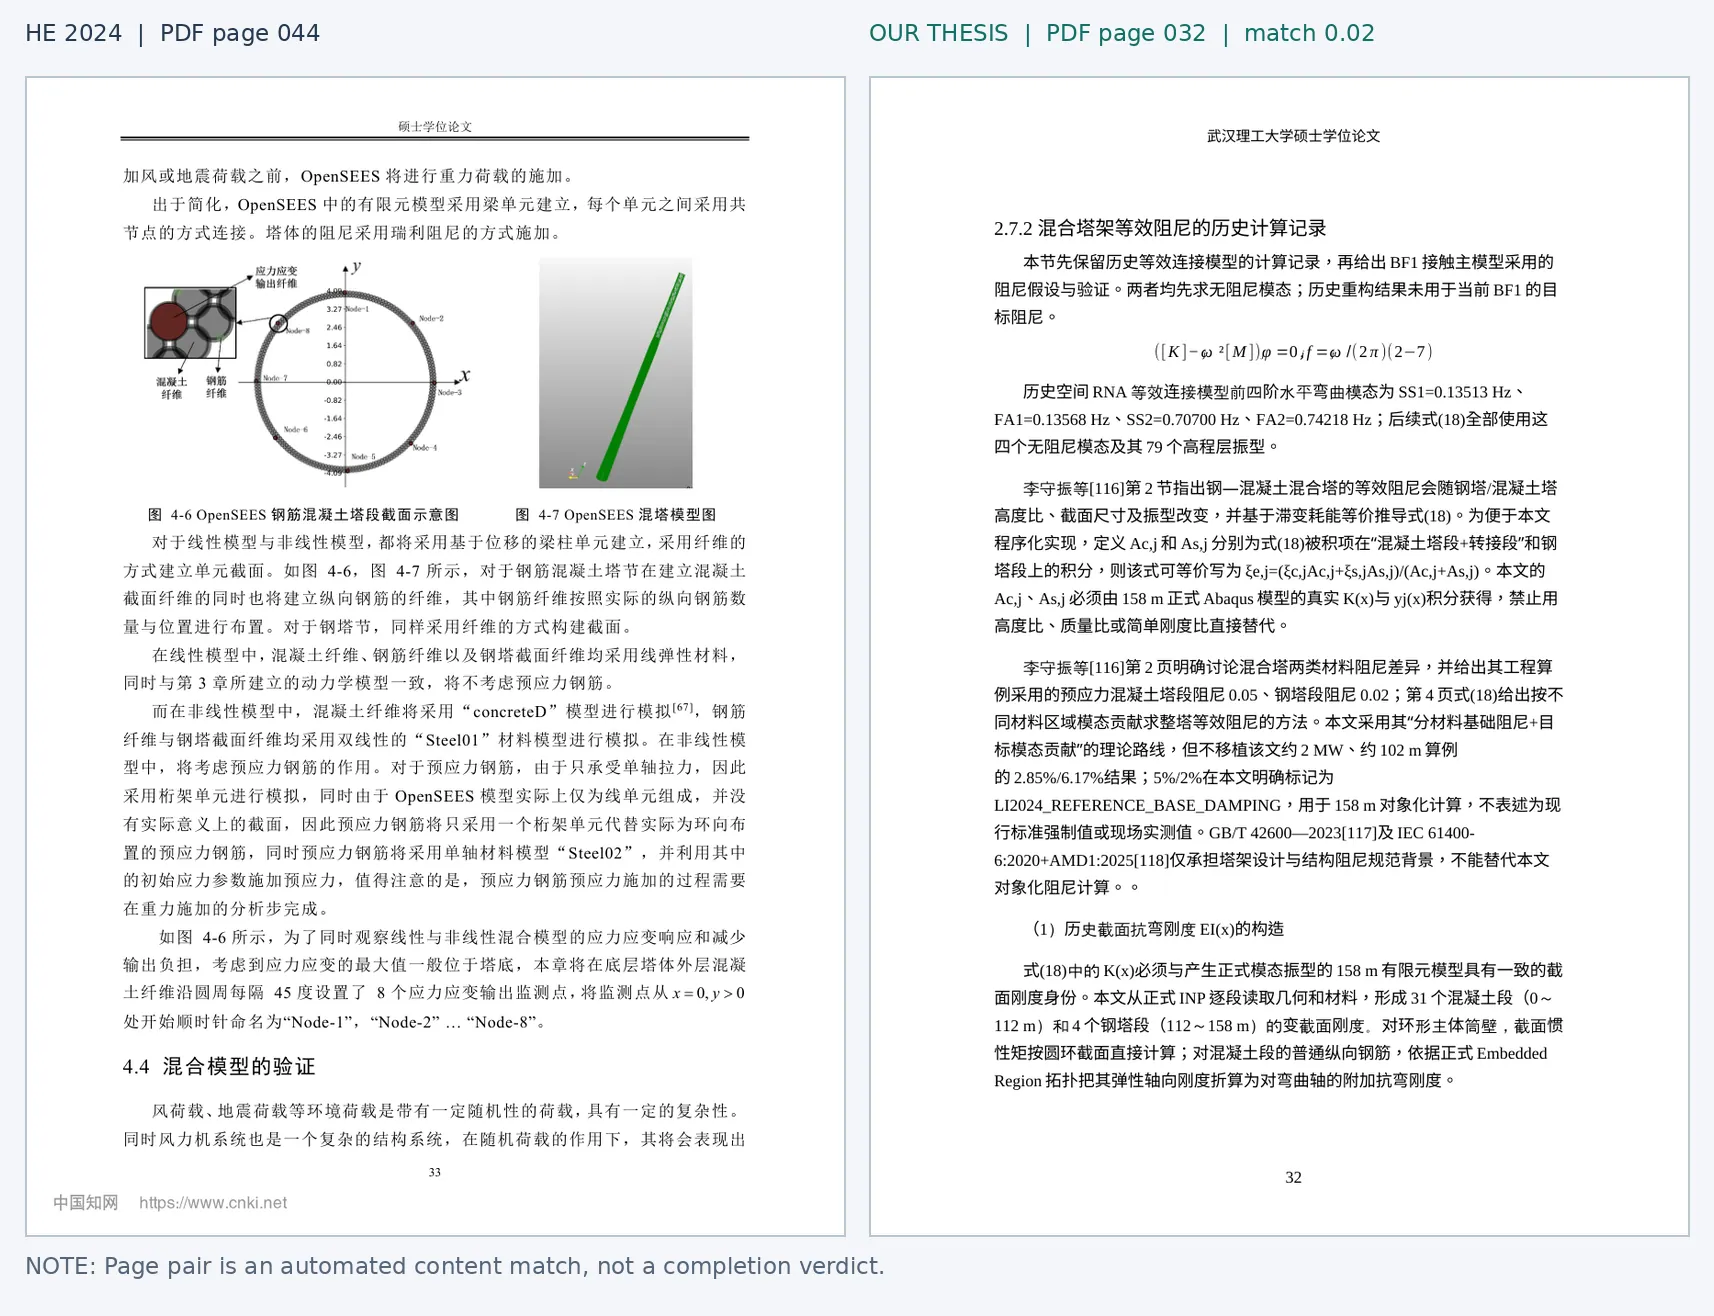 HE 2024 | PDF page 044
硕士学位论文
加风或地震荷载之前，OpenSEES 将进行重力荷载的施加。
出于简化，OpenSEES 中的有限元模型采用梁单元建立，每个单元之间采用共
节点的方式连接。塔体的阻尼采用瑞利阻尼的方式施加。
应力应变
输出纤维
混凝土
纤维
钢筋
纤维
y
x
4.09
3.27
2.46
1.64
0.82
0.00
-0.82
-1.64
-2.46
-3.27
-4.09
Node-1
Node-2
Node-3
Node-4
Node-5
Node-6
Node-7
Node-8
图 4-6 OpenSEES 钢筋混凝土塔段截面示意图
图 4-7 OpenSEES 混塔模型图
对于线性模型与非线性模型，都将采用基于位移的梁柱单元建立，采用纤维的
方式建立单元截面。如图 4-6，图 4-7 所示，对于钢筋混凝土塔节在建立混凝土
截面纤维的同时也将建立纵向钢筋的纤维，其中钢筋纤维按照实际的纵向钢筋数
量与位置进行布置。对于钢塔节，同样采用纤维的方式构建截面。
在线性模型中，混凝土纤维、钢筋纤维以及钢塔截面纤维均采用线弹性材料，
同时与第 3 章所建立的动力学模型一致，将不考虑预应力钢筋。
而在非线性模型中，混凝土纤维将采用“concreteD”模型进行模拟[67]，钢筋
纤维与钢塔截面纤维均采用双线性的“Steel01”材料模型进行模拟。在非线性模
型中，将考虑预应力钢筋的作用。对于预应力钢筋，由于只承受单轴拉力，因此
采用桁架单元进行模拟，同时由于 OpenSEES 模型实际上仅为线单元组成，并没
有实际意义上的截面，因此预应力钢筋将只采用一个桁架单元代替实际为环向布
置的预应力钢筋，同时预应力钢筋将采用单轴材料模型“Steel02”，并利用其中
的初始应力参数施加预应力，值得注意的是，预应力钢筋预应力施加的过程需要
在重力施加的分析步完成。
如图 4-6 所示，为了同时观察线性与非线性混合模型的应力应变响应和减少
输出负担，考虑到应力应变的最大值一般位于塔底，本章将在底层塔体外层混凝
土纤维沿圆周每隔 45 度设置了 8 个应力应变输出监测点，将监测点从 x=0,y>0
处开始顺时针命名为“Node-1”，“Node-2” … “Node-8”。
4.4 混合模型的验证
风荷载、地震荷载等环境荷载是带有一定随机性的荷载，具有一定的复杂性。
同时风力机系统也是一个复杂的结构系统，在随机荷载的作用下，其将会表现出
33
中国知网 https://www.cnki.net
OUR THESIS | PDF page 032 | match 0.02
武汉理工大学硕士学位论文
2.7.2 混合塔架等效阻尼的历史计算记录
本节先保留历史等效连接模型的计算记录，再给出 BF1 接触主模型采用的
阻尼假设与验证。两者均先求无阻尼模态；历史重构结果未用于当前 BF1 的目
标阻尼。
([K]−ω²[M])φ=0,f=ω/(2π)(2−7)
历史空间 RNA 等效连接模型前四阶水平弯曲模态为 SS1=0.13513 Hz、
FA1=0.13568 Hz、SS2=0.70700 Hz、FA2=0.74218 Hz；后续式(18)全部使用这
四个无阻尼模态及其 79 个高程层振型。
李守振等[116]第 2 节指出钢—混凝土混合塔的等效阻尼会随钢塔/混凝土塔
高度比、截面尺寸及振型改变，并基于滞变耗能等价推导式(18)。为便于本文
程序化实现，定义 Ac,j 和 As,j 分别为式(18)被积项在“混凝土塔段+转接段”和钢
塔段上的积分，则该式可等价写为 ξe,j=(ξc,jAc,j+ξs,jAs,j)/(Ac,j+As,j)。本文的
Ac,j、As,j 必须由 158 m 正式 Abaqus 模型的真实 K(x)与 yj(x)积分获得，禁止用
高度比、质量比或简单刚度比直接替代。
李守振等[116]第 2 页明确讨论混合塔两类材料阻尼差异，并给出其工程算
例采用的预应力混凝土塔段阻尼 0.05、钢塔段阻尼 0.02；第 4 页式(18)给出按不
同材料区域模态贡献求整塔等效阻尼的方法。本文采用其“分材料基础阻尼+目
标模态贡献”的理论路线，但不移植该文约 2 MW、约 102 m 算例
的 2.85%/6.17%结果；5%/2%在本文明确标记为
LI2024_REFERENCE_BASE_DAMPING，用于 158 m 对象化计算，不表述为现
行标准强制值或现场实测值。GB/T 42600—2023[117]及 IEC 61400-
6:2020+AMD1:2025[118]仅承担塔架设计与结构阻尼规范背景，不能替代本文
对象化阻尼计算。。
（1）历史截面抗弯刚度 EI(x)的构造
式(18)中的 K(x)必须与产生正式模态振型的 158 m 有限元模型具有一致的截
面刚度身份。本文从正式 INP 逐段读取几何和材料，形成 31 个混凝土段（0～
112 m）和 4 个钢塔段（112～158 m）的变截面刚度。对环形主体筒壁，截面惯
性矩按圆环截面直接计算；对混凝土段的普通纵向钢筋，依据正式 Embedded
Region 拓扑把其弹性轴向刚度折算为对弯曲轴的附加抗弯刚度。
32
NOTE: Page pair is an automated content match, not a completion verdict.